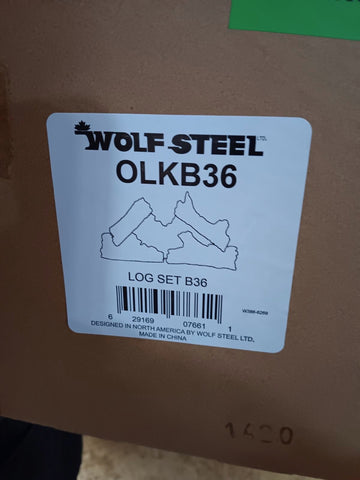 WOLF STEEL LTD.
OLKB36
LOG SET B36
W388-8269
6 29169 07661 1
DESIGNED IN NORTH AMERICA BY WOLF STEEL LTD.
MADE IN CHINA
1420